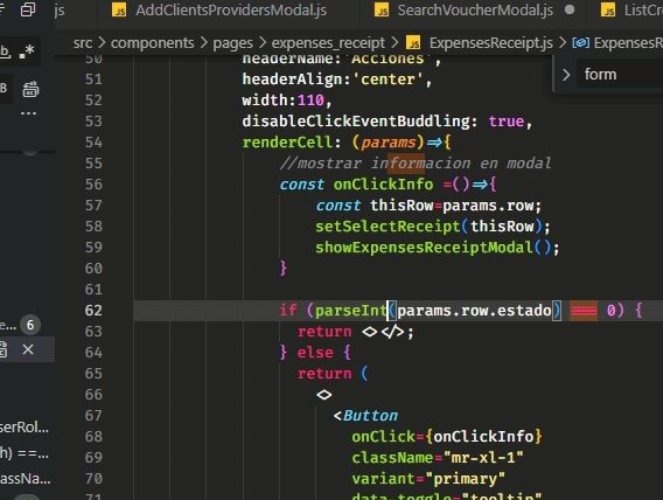 js
JS AddClientsProvidersModal.js
JS SearchVoucherModal.js
JS ListCr
src > components > pages > expenses_receipt > JS ExpensesReceipt.js > ExpensesR
> form
50 headerName: 'Acciones',
51 headerAlign:'center',
52 width:110,
53 disableClickEventBuddling: true,
54 renderCell: (params)=>{
55 //mostrar informacion en modal
56 const onClickInfo =()=>{
57 const thisRow=params.row;
58 setSelectReceipt(thisRow);
59 showExpensesReceiptModal();
60 }
61
62 if (parseInt(params.row.estado) === 0) {
63 return <></>;
64 } else {
65 return (
66 <>
67 <Button
68 onClick={onClickInfo}
69 className="mr-xl-1"
70 variant="primary"
71 data-toggle="tooltip"
b, .*
B
...
e... 6
serRol...
h) ==...
assNa...